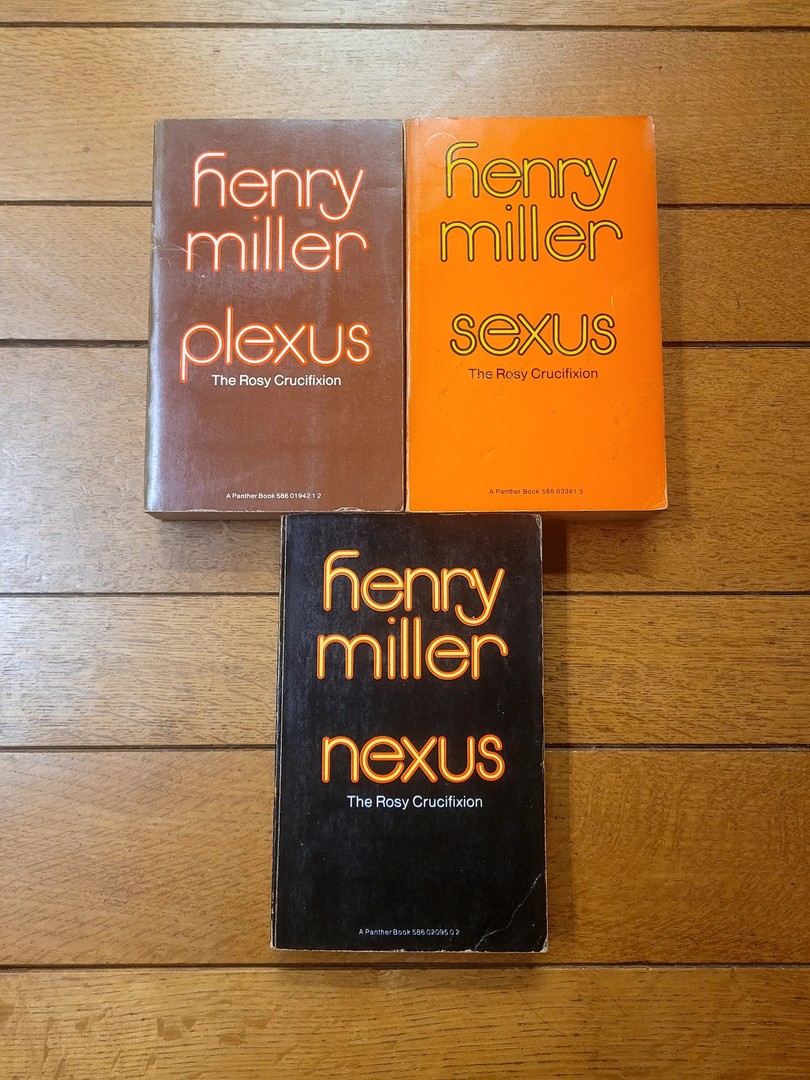 henry
miller
plexus
The Rosy Crucifixion
A Panther Book 586 01942 1 2
henry
miller
sexus
The Rosy Crucifixion
A Panther Book 586 03381 5
henry
miller
nexus
The Rosy Crucifixion
A Panther Book 586 02095 0 2